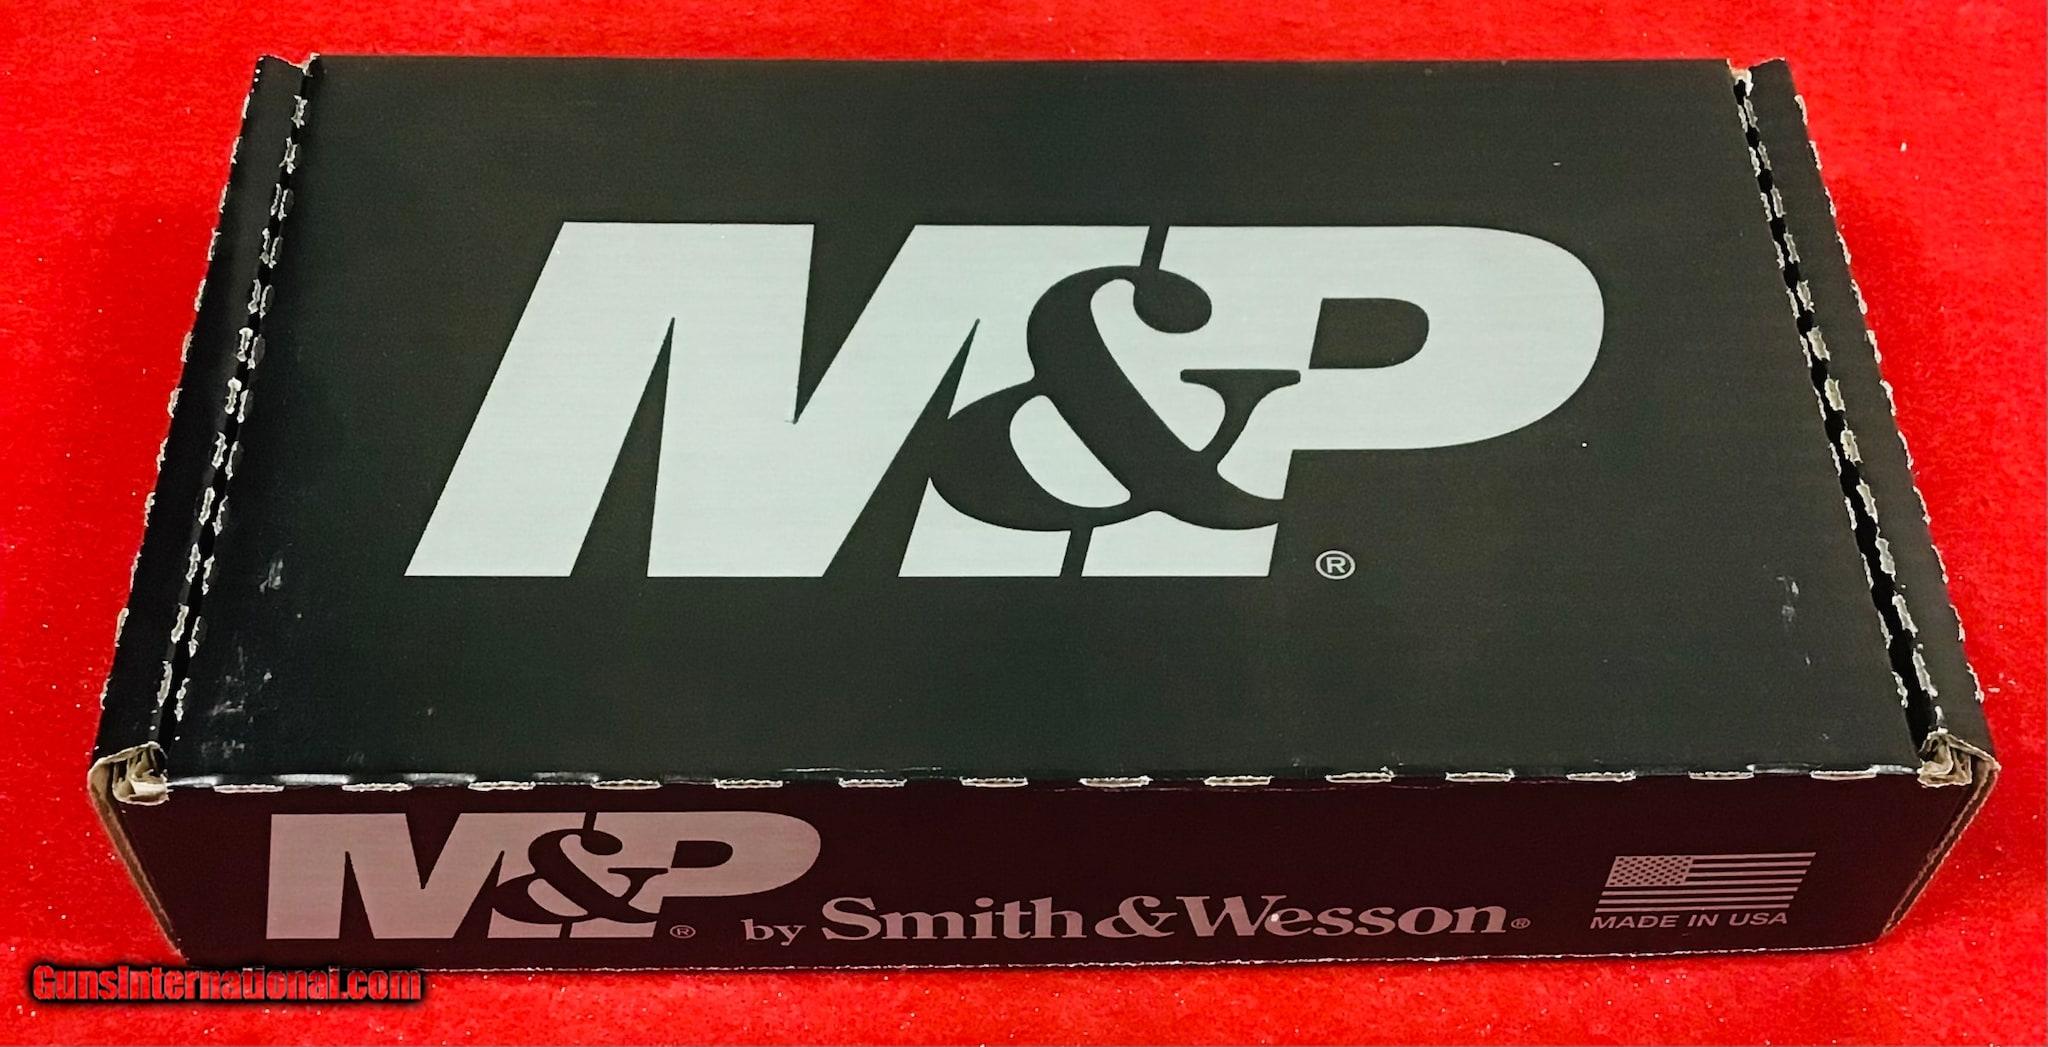 M&P®
M&P® by Smith & Wesson®
MADE IN USA
GunsInternational.com